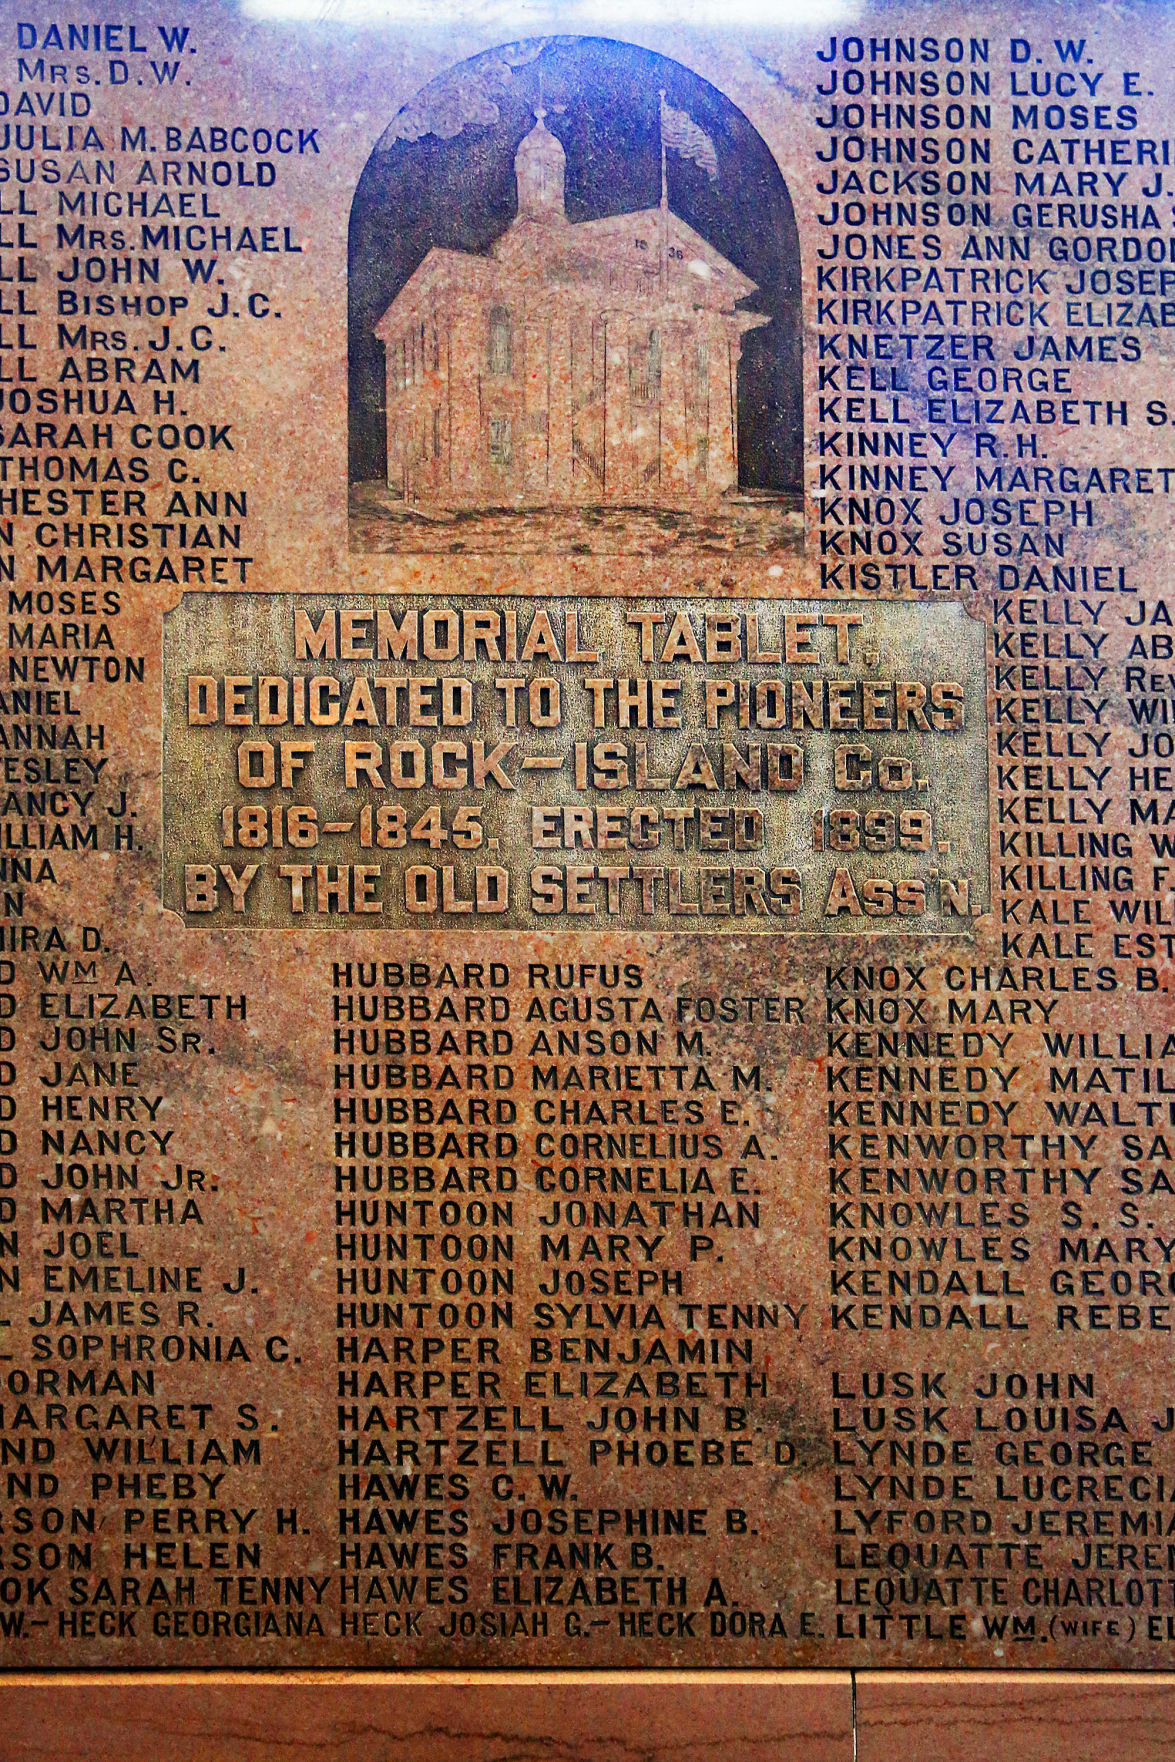 DANIEL W.
MRS. D. W.
DAVID
JULIA M. BABCOCK
SUSAN ARNOLD
LL MICHAEL
LL MRS. MICHAEL
LL JOHN W.
LL BISHOP J.C.
LL MRS. J.C.
LL ABRAM
JOSHUA H.
SARAH COOK
THOMAS C.
HESTER ANN
N CHRISTIAN
N MARGARET
MOSES
MARIA
NEWTON
ANIEL
ANNAH
ESLEY
ANCY J.
ILLIAM H.
NNA
N
IRA D.
D WM A.
D ELIZABETH
D JOHN SR.
D JANE
D HENRY
D NANCY
D JOHN JR.
D MARTHA
N JOEL
N EMELINE J.
L JAMES R.
L SOPHRONIA C.
DORMAN
MARGARET S.
ND WILLIAM
ND PHEBY
RSON PERRY H.
RSON HELEN
OK SARAH TENNY
W.- HECK GEORGIANA
1836
MEMORIAL TABLET,
DEDICATED TO THE PIONEERS
OF ROCK-ISLAND CO.
1816-1845. ERECTED 1899.
BY THE OLD SETTLERS ASS'N.
HUBBARD RUFUS
HUBBARD AGUSTA FOSTER
HUBBARD ANSON M.
HUBBARD MARIETTA M.
HUBBARD CHARLES E.
HUBBARD CORNELIUS A.
HUBBARD CORNELIA E.
HUNTOON JONATHAN
HUNTOON MARY P.
HUNTOON JOSEPH
HUNTOON SYLVIA TENNY
HARPER BENJAMIN
HARPER ELIZABETH
HARTZELL JOHN B.
HARTZELL PHOEBE D.
HAWES C. W.
HAWES JOSEPHINE B.
HAWES FRANK B.
HAWES ELIZABETH A.
HECK JOSIAH G.- HECK DORA E.
JOHNSON D. W.
JOHNSON LUCY E.
JOHNSON MOSES
JOHNSON CATHERI
JACKSON MARY J.
JOHNSON GERUSHA
JONES ANN GORDO
KIRKPATRICK JOSEP
KIRKPATRICK ELIZAB
KNETZER JAMES
KELL GEORGE
KELL ELIZABETH S
KINNEY R. H.
KINNEY MARGARET
KNOX JOSEPH
KNOX SUSAN
KISTLER DANIEL
KELLY JA
KELLY AB
KELLY REV
KELLY WI
KELLY JO
KELLY HE
KELLY MA
KILLING W
KILLING F
KALE WIL
KALE EST
KNOX CHARLES B.
KNOX MARY
KENNEDY WILLIA
KENNEDY MATIL
KENNEDY WALT
KENWORTHY SA
KENWORTHY SA
KNOWLES S. S.
KNOWLES MARY
KENDALL GEOR
KENDALL REBE
LUSK JOHN
LUSK LOUISA J
LYNDE GEORGE
LYNDE LUCRECI
LYFORD JEREMI
LEQUATTE JERE
LEQUATTE CHARLOTT
LITTLE WM. (WIFE) EL